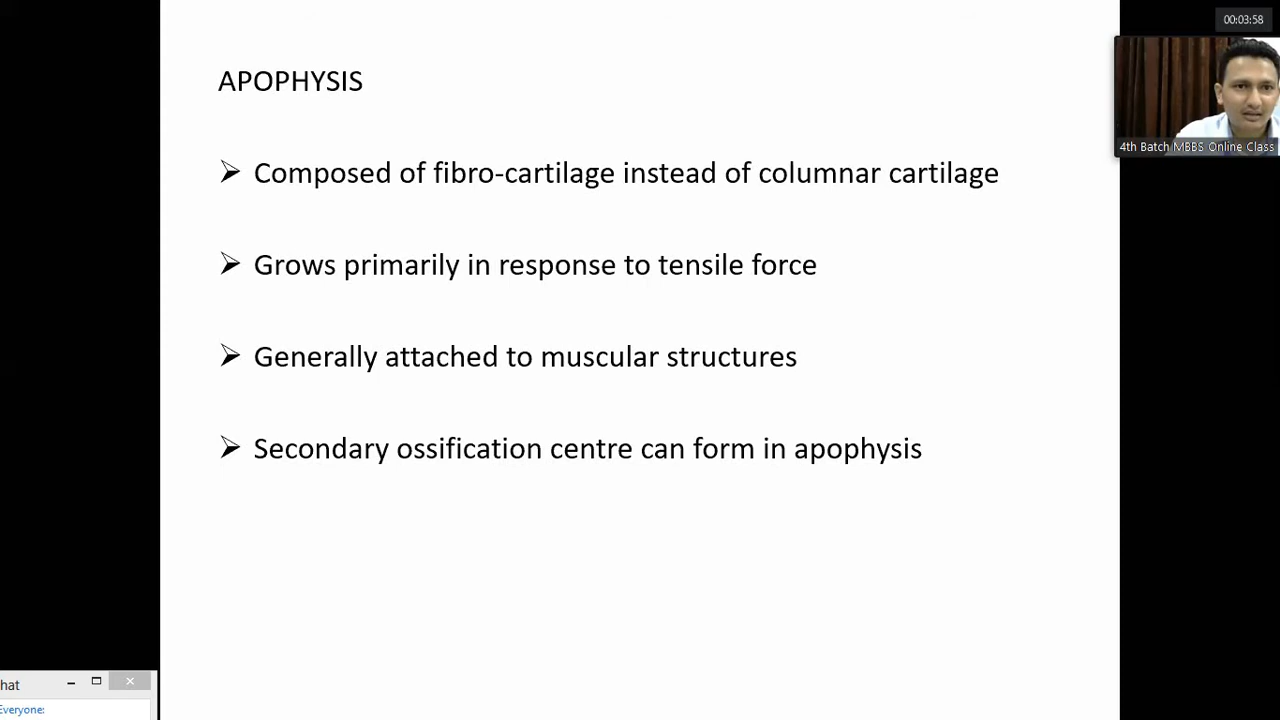 00:03:58
APOPHYSIS
4th Batch MBBS Online Class
Composed of fibro-cartilage instead of columnar cartilage
Grows primarily in response to tensile force
Generally attached to muscular structures
Secondary ossification centre can form in apophysis
hat
Everyone: